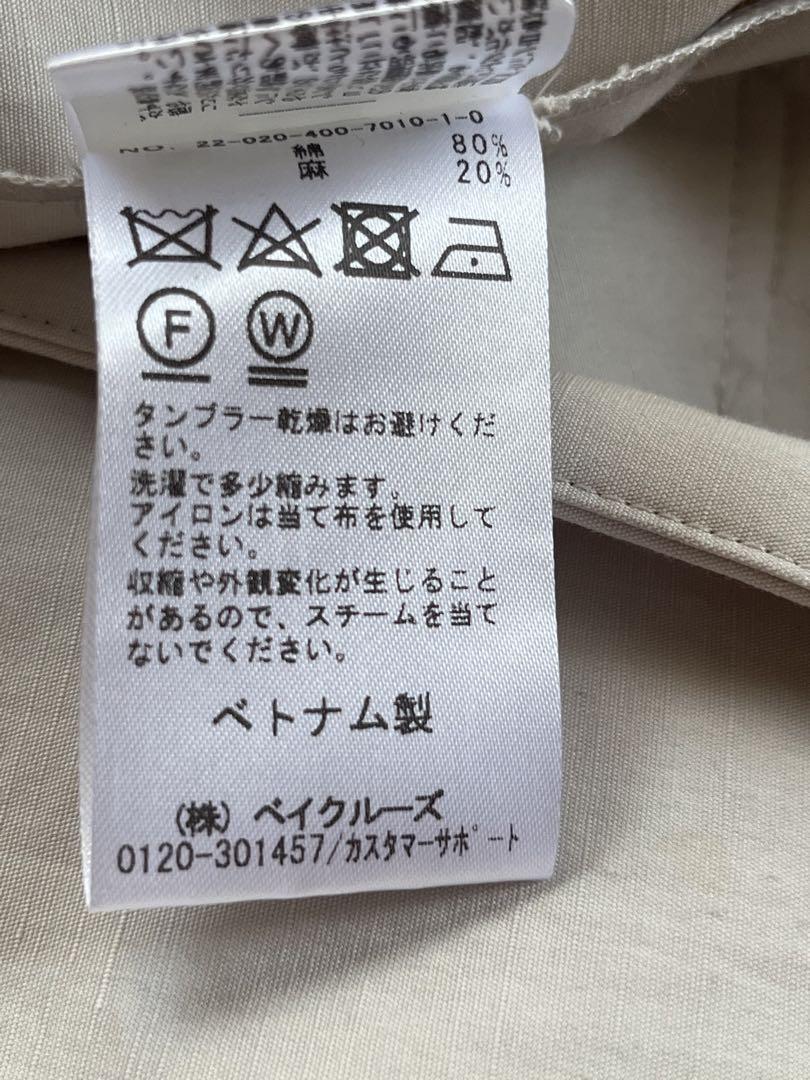 NO. 22-020-400-7010-1-0
綿 80%
麻 20%
F W
タンブラー乾燥はお避けくだ
さい。
洗濯で多少縮みます。
アイロンは当て布を使用して
ください。
収縮や外観変化が生じること
があるので、スチームを当て
ないでください。
ベトナム製
(株) ベイクルーズ
0120-301457/カスタマーサポート